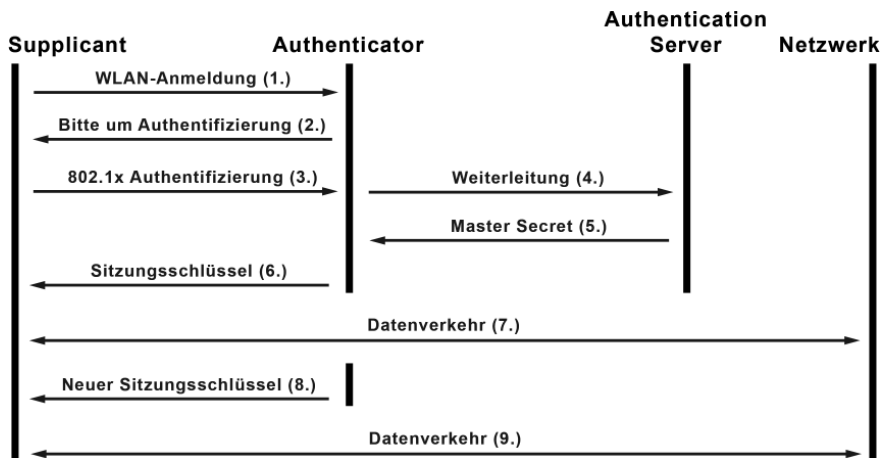 Supplicant
Authenticator
Authentication
Server
Netzwerk
WLAN-Anmeldung (1.)
Bitte um Authentifizierung (2.)
802.1x Authentifizierung (3.)
Weiterleitung (4.)
Master Secret (5.)
Sitzungsschlüssel (6.)
Datenverkehr (7.)
Neuer Sitzungsschlüssel (8.)
Datenverkehr (9.)